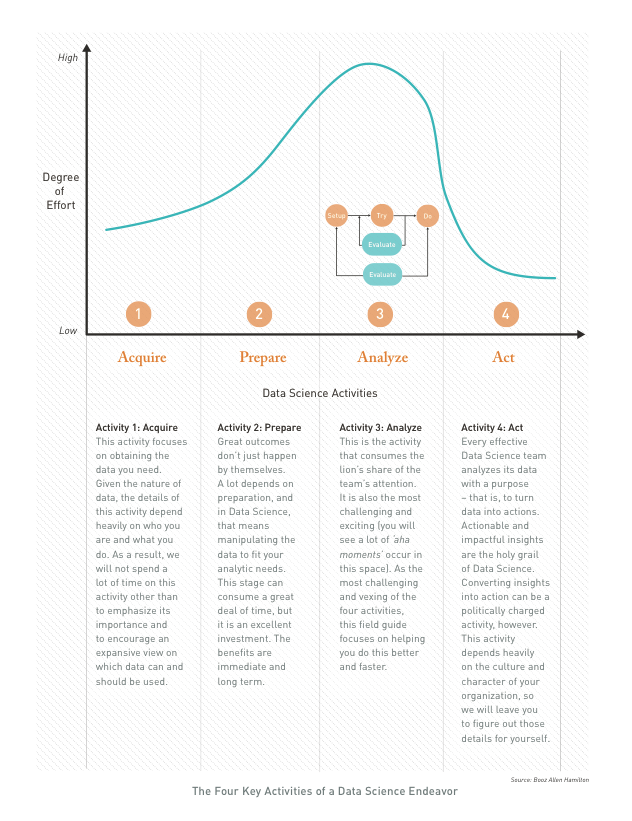 High
Degree
of
Effort
Setup
Try
Do
Evaluate
Evaluate
1
2
3
4
Low
Acquire
Prepare
Analyze
Act
Data Science Activities
Activity 1: Acquire
This activity focuses
on obtaining the
data you need.
Given the nature of
data, the details of
this activity depend
heavily on who you
are and what you
do. As a result, we
will not spend a
lot of time on this
activity other than
to emphasize its
importance and
to encourage an
expansive view on
which data can and
should be used.
Activity 2: Prepare
Great outcomes
don't just happen
by themselves.
A lot depends on
preparation, and
in Data Science,
that means
manipulating the
data to fit your
analytic needs.
This stage can
consume a great
deal of time, but
it is an excellent
investment. The
benefits are
immediate and
long term.
Activity 3: Analyze
This is the activity
that consumes the
lion's share of the
team's attention.
It is also the most
challenging and
exciting (you will
see a lot of 'aha
moments' occur in
this space). As the
most challenging
and vexing of the
four activities,
this field guide
focuses on helping
you do this better
and faster.
Activity 4: Act
Every effective
Data Science team
analyzes its data
with a purpose
– that is, to turn
data into actions.
Actionable and
impactful insights
are the holy grail
of Data Science.
Converting insights
into action can be a
politically charged
activity, however.
This activity
depends heavily
on the culture and
character of your
organization, so
we will leave you
to figure out those
details for yourself.
Source: Booz Allen Hamilton
The Four Key Activities of a Data Science Endeavor